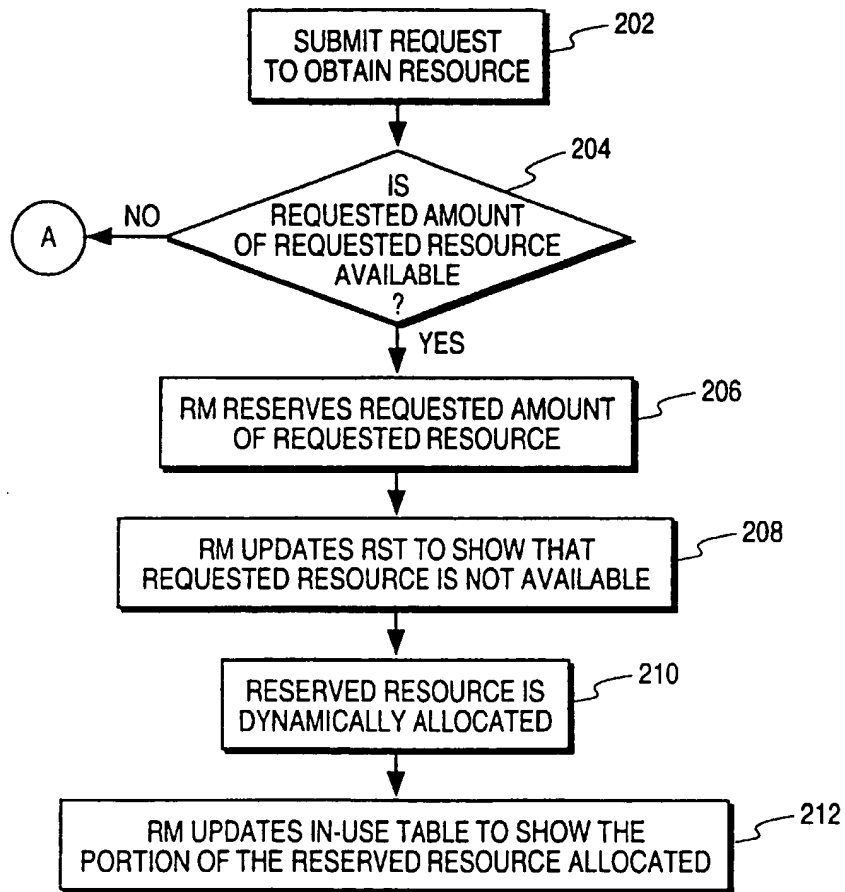 SUBMIT REQUEST
TO OBTAIN RESOURCE
202
IS
REQUESTED AMOUNT
OF REQUESTED RESOURCE
AVAILABLE
?
204
NO
A
YES
RM RESERVES REQUESTED AMOUNT
OF REQUESTED RESOURCE
206
RM UPDATES RST TO SHOW THAT
REQUESTED RESOURCE IS NOT AVAILABLE
208
RESERVED RESOURCE IS
DYNAMICALLY ALLOCATED
210
RM UPDATES IN-USE TABLE TO SHOW THE
PORTION OF THE RESERVED RESOURCE ALLOCATED
212